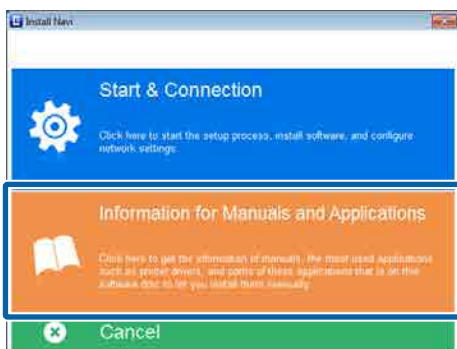 Install Navi
Start & Connection
Click here to start the setup process, install software, and configure
network settings.
Information for Manuals and Applications
Click here to get the information of manuals, the most used applications
such as printer drivers, and ports of these applications that is on this
software disc to let you install them manually.
Cancel